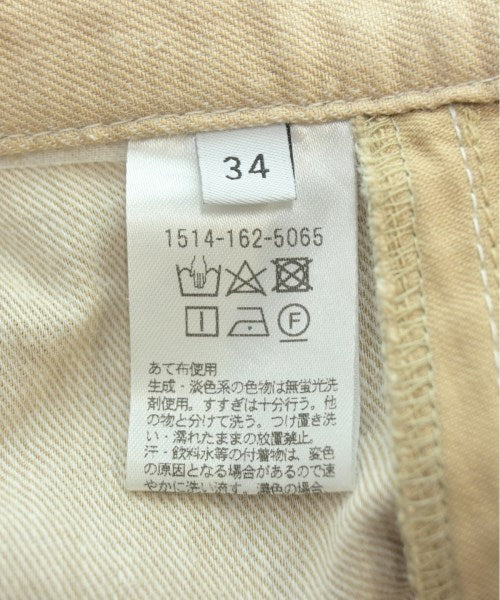 34
1514-162-5065
F
あて布使用
生成・淡色系の色物は無蛍光洗
剤使用。すすぎは十分行う。他
の物と分けて洗う。つけ置き洗
い・濡れたままの放置禁止。
汗・飲料水等の付着物は、変色
の原因となる場合があるので速
やかに洗い流す。濃色の場合